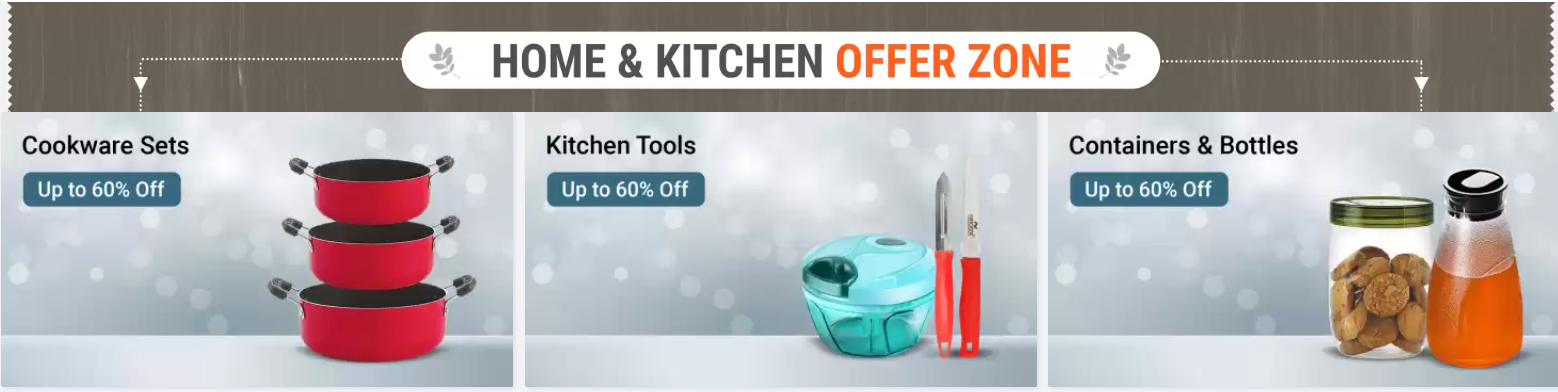 HOME & KITCHEN OFFER ZONE
Cookware Sets
Up to 60% Off
Kitchen Tools
Up to 60% Off
Containers & Bottles
Up to 60% Off